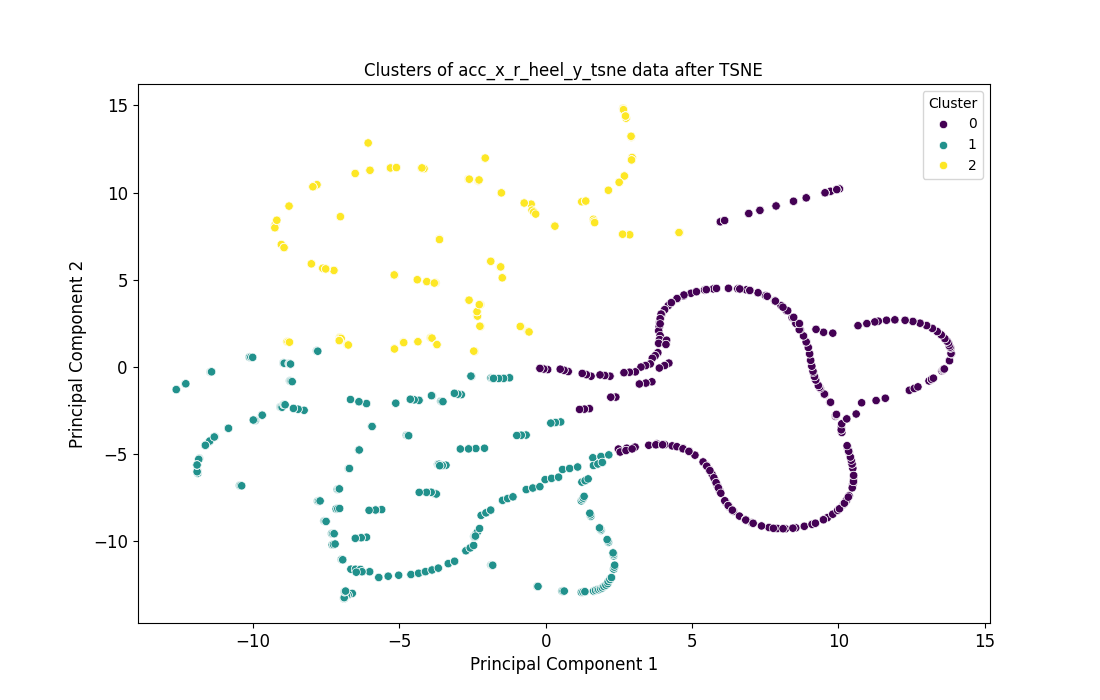 Clusters of acc_x_r_heel_y_tsne data after TSNE
Cluster
0
1
2
15
10
5
0
−5
−10
Principal Component 2
−10 −5 0 5 10 15
Principal Component 1